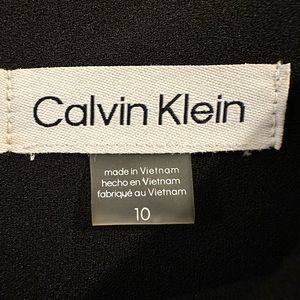 Calvin Klein
made in Vietnam
hecho en Vietnam
fabriqué au Vietnam
10